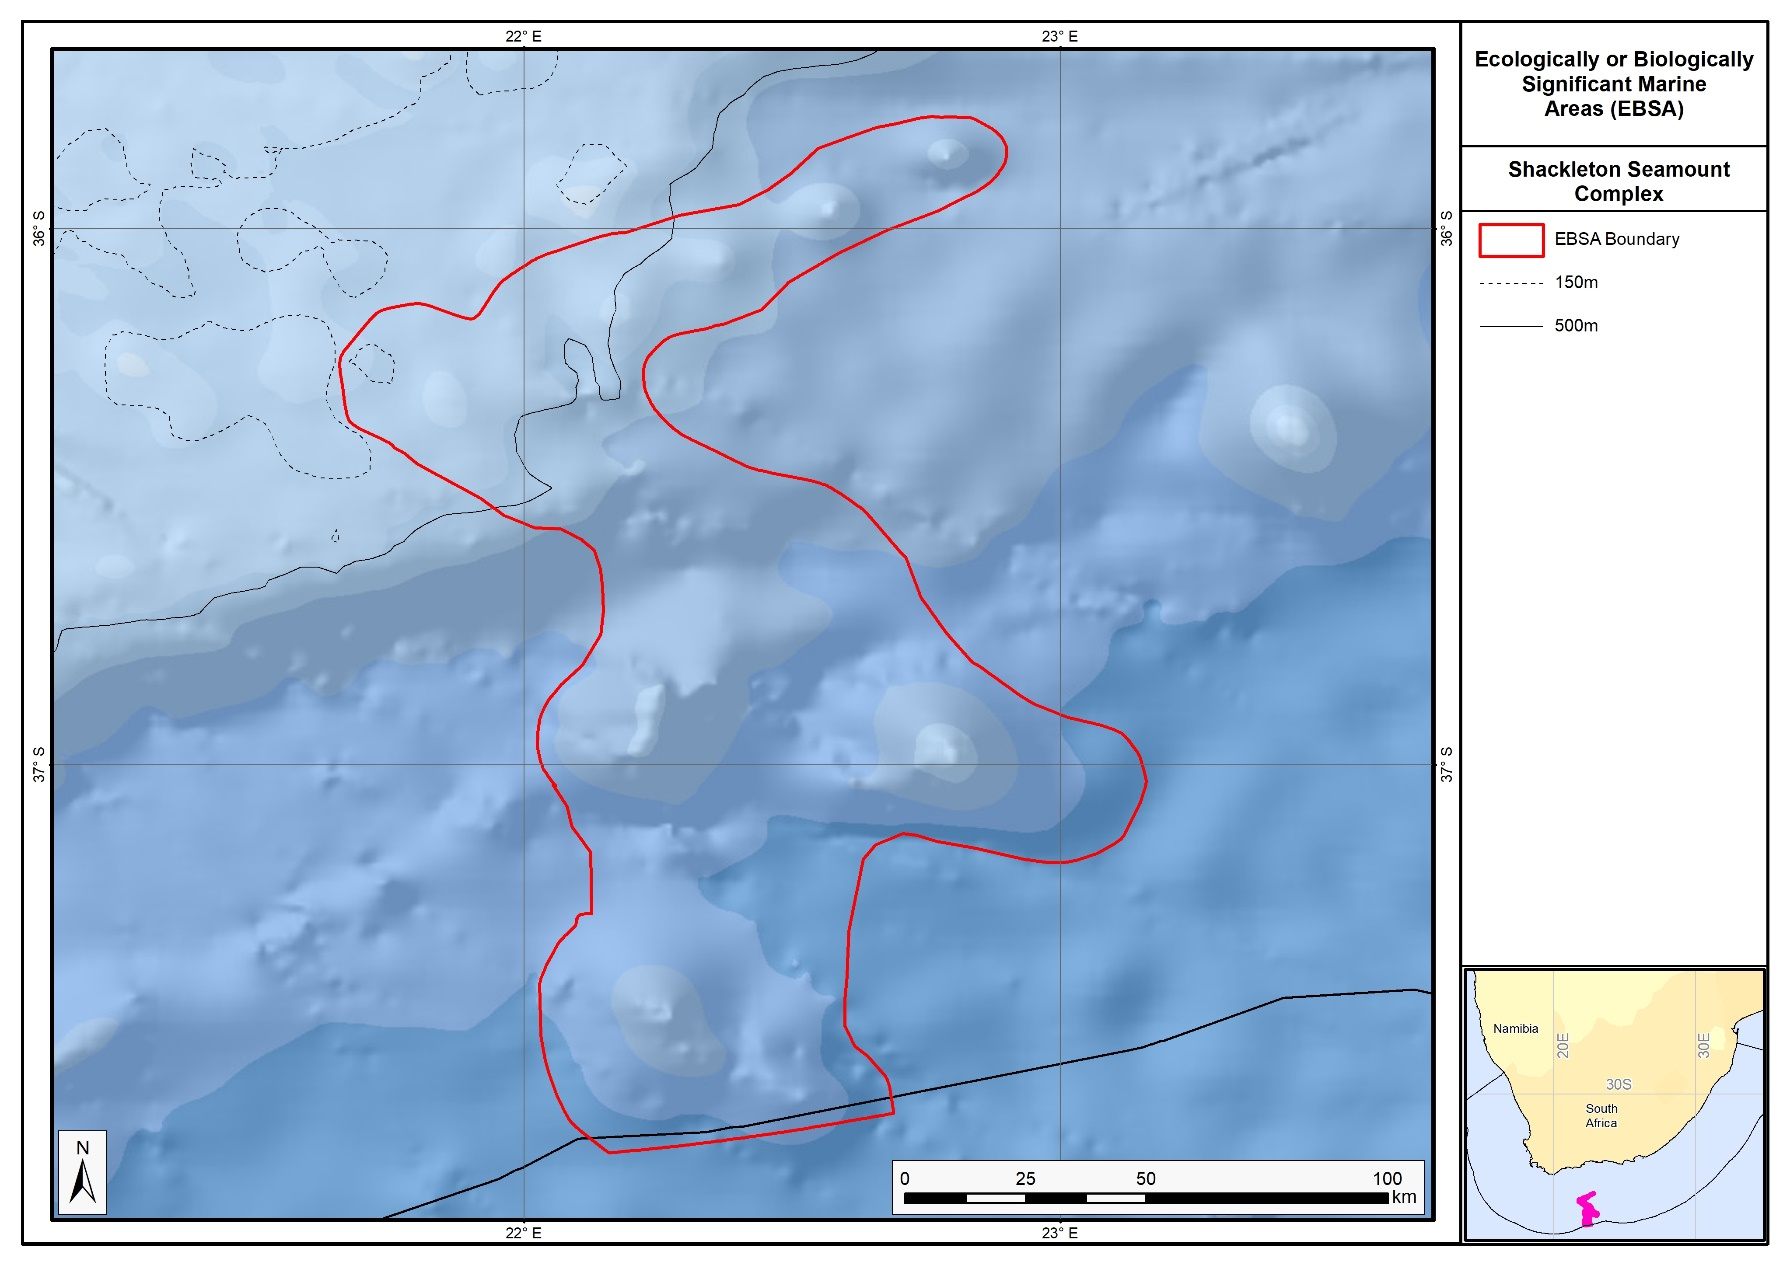 22° E
23° E
36° S
36° S
37° S
37° S
22° E
23° E
N
0 25 50 100
km
Ecologically or Biologically
Significant Marine
Areas (EBSA)
Shackleton Seamount
Complex
EBSA Boundary
150m
500m
Namibia
20E
30E
30S
South
Africa